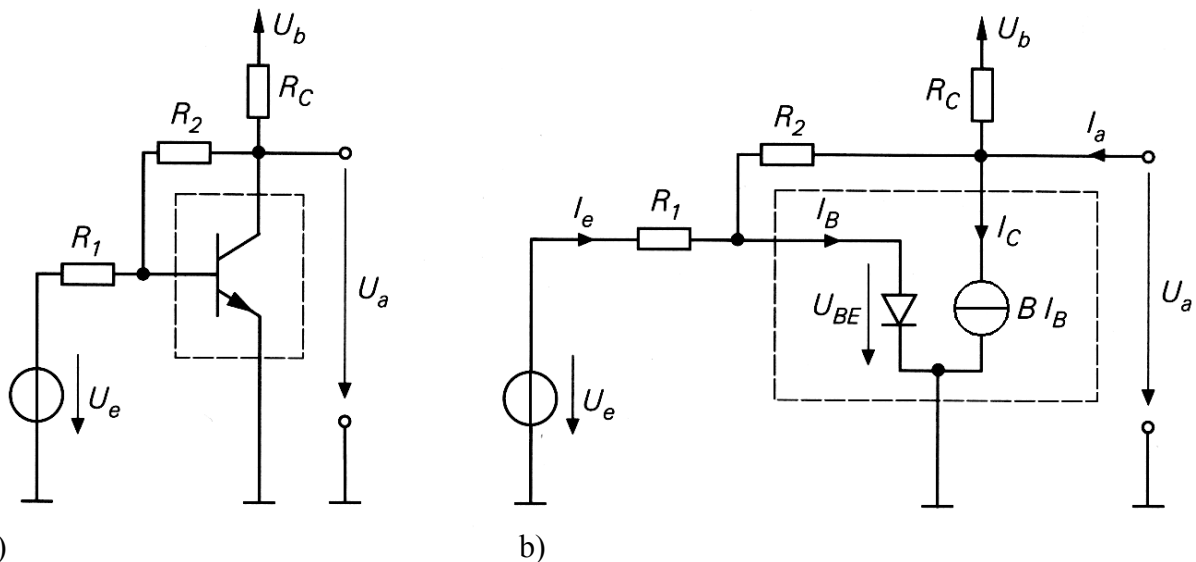 U_b
R_C
R_2
R_1
U_a
U_e
)
U_b
R_C
R_2
I_a
I_e
R_1
I_B
I_C
U_BE
B I_B
U_a
U_e
b)